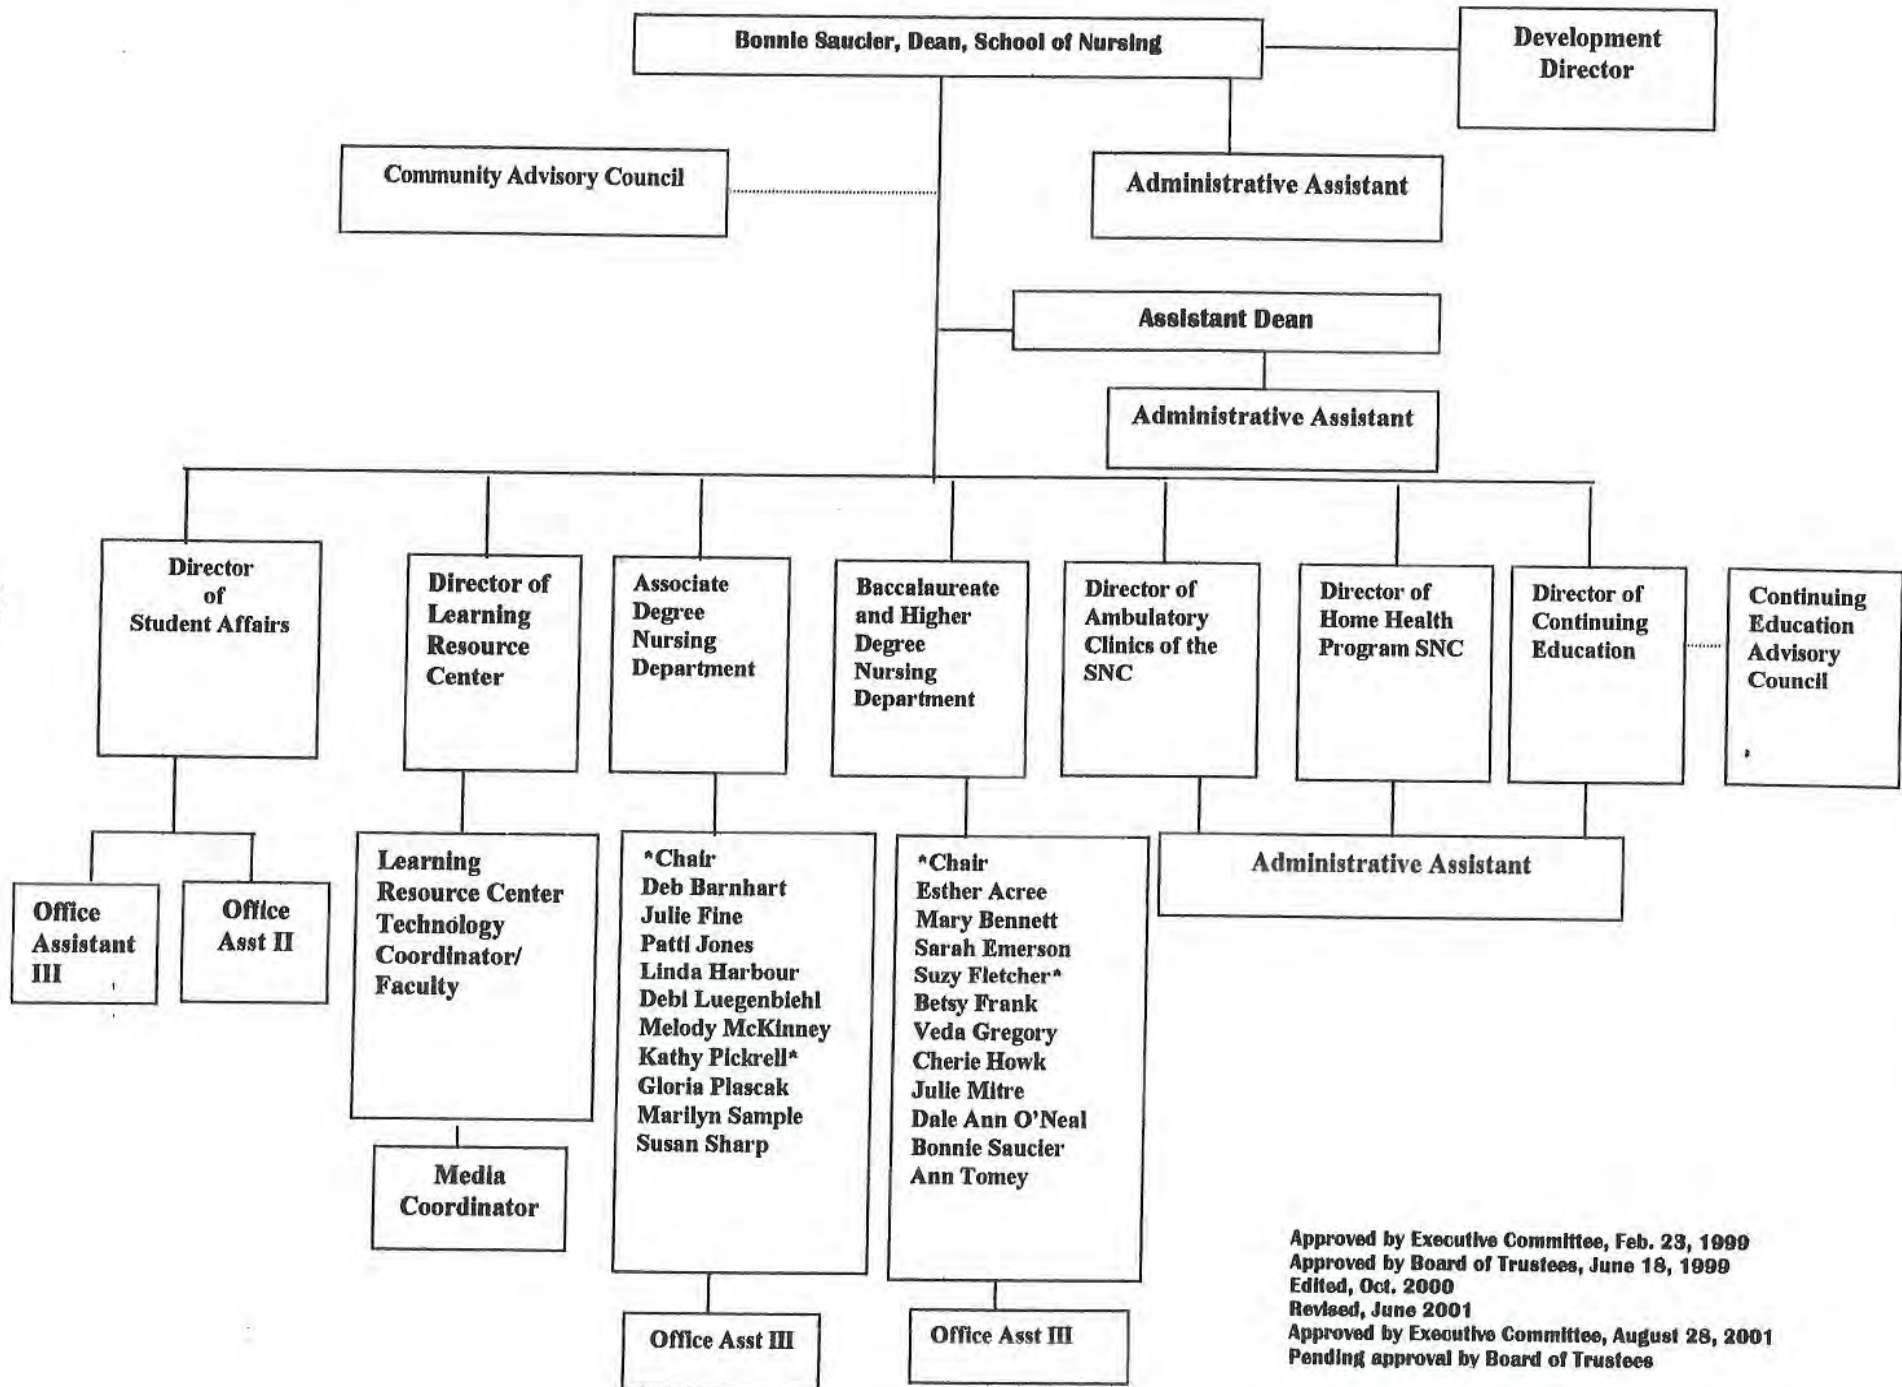 Bonnie Saucier, Dean, School of Nursing
Development
Director
Community Advisory Council
Administrative Assistant
Assistant Dean
Administrative Assistant
Director
of
Student Affairs
Director of
Learning
Resource
Center
Associate
Degree
Nursing
Department
Baccalaureate
and Higher
Degree
Nursing
Department
Director of
Ambulatory
Clinics of the
SNC
Director of
Home Health
Program SNC
Director of
Continuing
Education
Continuing
Education
Advisory
Council
Office
Assistant
III
Office
Asst II
Learning
Resource Center
Technology
Coordinator/
Faculty
*Chair
Deb Barnhart
Julie Fine
Patti Jones
Linda Harbour
Debi Luegenbiehl
Melody McKinney
Kathy Pickrell*
Gloria Plascak
Marilyn Sample
Susan Sharp
*Chair
Esther Acree
Mary Bennett
Sarah Emerson
Suzy Fletcher*
Betsy Frank
Veda Gregory
Cherie Howk
Julie Mitre
Dale Ann O'Neal
Bonnie Saucier
Ann Tomey
Administrative Assistant
Media
Coordinator
Office Asst III
Office Asst III
Approved by Executive Committee, Feb. 23, 1999
Approved by Board of Trustees, June 18, 1999
Edited, Oct. 2000
Revised, June 2001
Approved by Executive Committee, August 28, 2001
Pending approval by Board of Trustees